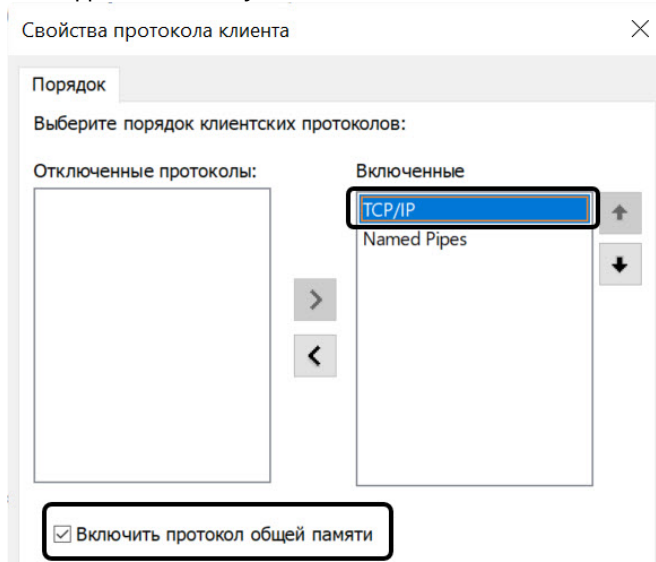 Свойства протокола клиента
Порядок
Выберите порядок клиентских протоколов:
Отключенные протоколы:
Включенные
TCP/IP
Named Pipes
Включить протокол общей памяти